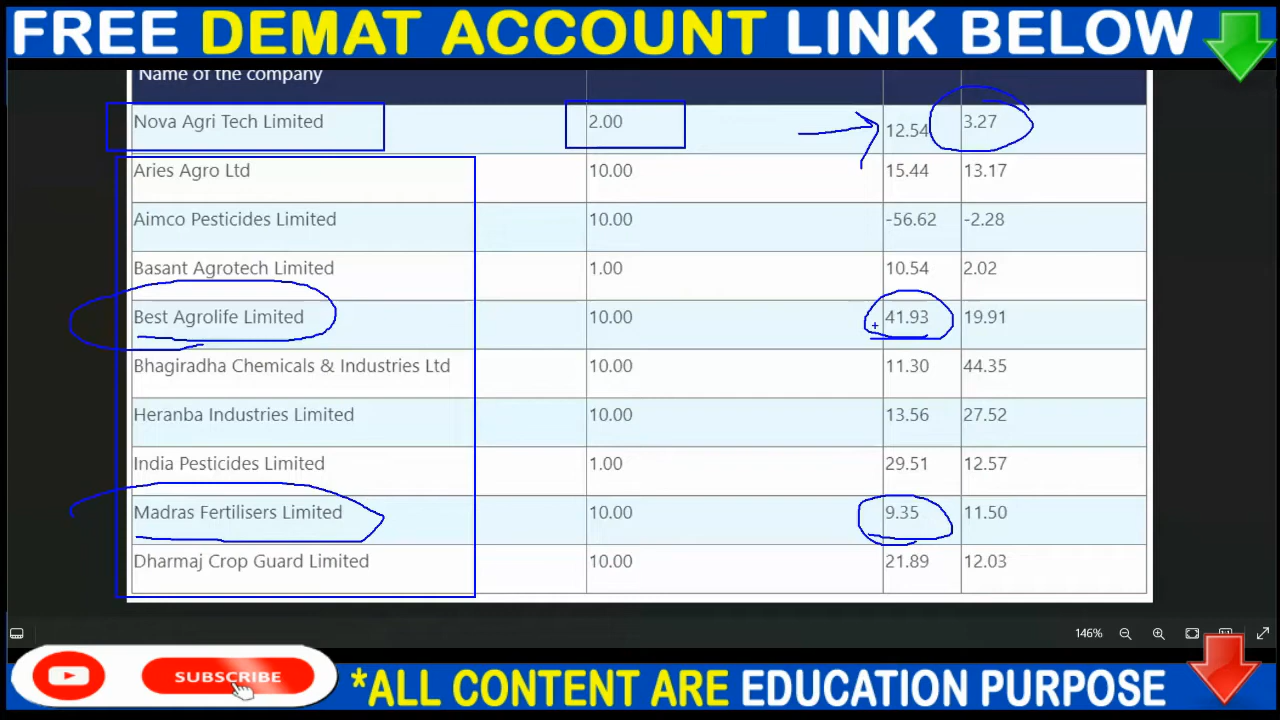 FREE DEMAT ACCOUNT LINK BELOW
Name of the company
Nova Agri Tech Limited 2.00 12.54 3.27
Aries Agro Ltd 10.00 15.44 13.17
Aimco Pesticides Limited 10.00 -56.62 -2.28
Basant Agrotech Limited 1.00 10.54 2.02
Best Agrolife Limited 10.00 41.93 19.91
Bhagiradha Chemicals & Industries Ltd 10.00 11.30 44.35
Heranba Industries Limited 10.00 13.56 27.52
India Pesticides Limited 1.00 29.51 12.57
Madras Fertilisers Limited 10.00 9.35 11.50
Dharmaj Crop Guard Limited 10.00 21.89 12.03
146%
SUBSCRIBE
*ALL CONTENT ARE EDUCATION PURPOSE